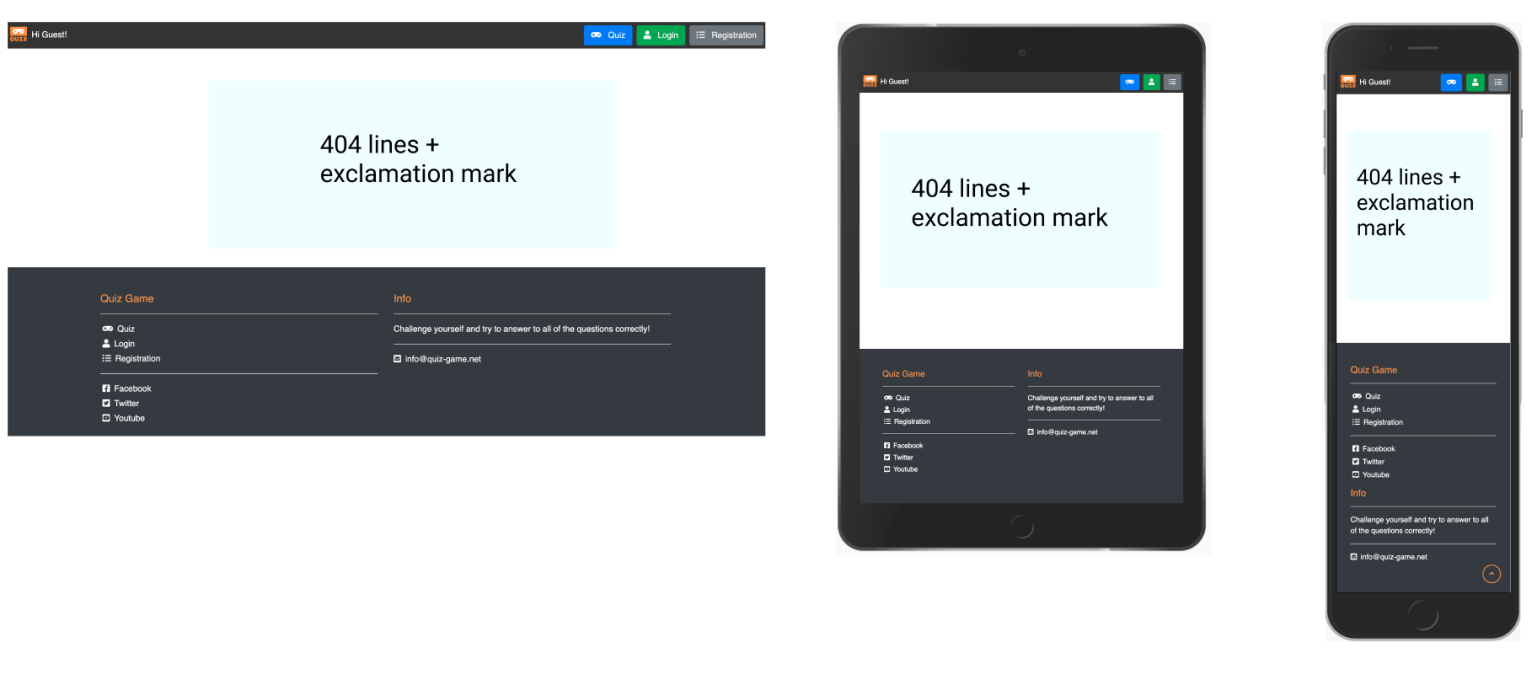 QUIZZ Hi Guest! Quiz Login Registration
404 lines +
exclamation mark
Quiz Game
Quiz
Login
Registration
Facebook
Twitter
Youtube
Info
Challenge yourself and try to answer to all of the questions correctly!
info@quiz-game.net
QUIZZ Hi Guest!
404 lines +
exclamation mark
Quiz Game
Quiz
Login
Registration
Facebook
Twitter
Youtube
Info
Challenge yourself and try to answer to all
of the questions correctly!
info@quiz-game.net
QUIZZ Hi Guest!
404 lines +
exclamation
mark
Quiz Game
Quiz
Login
Registration
Facebook
Twitter
Youtube
Info
Challenge yourself and try to answer to all
of the questions correctly!
info@quiz-game.net